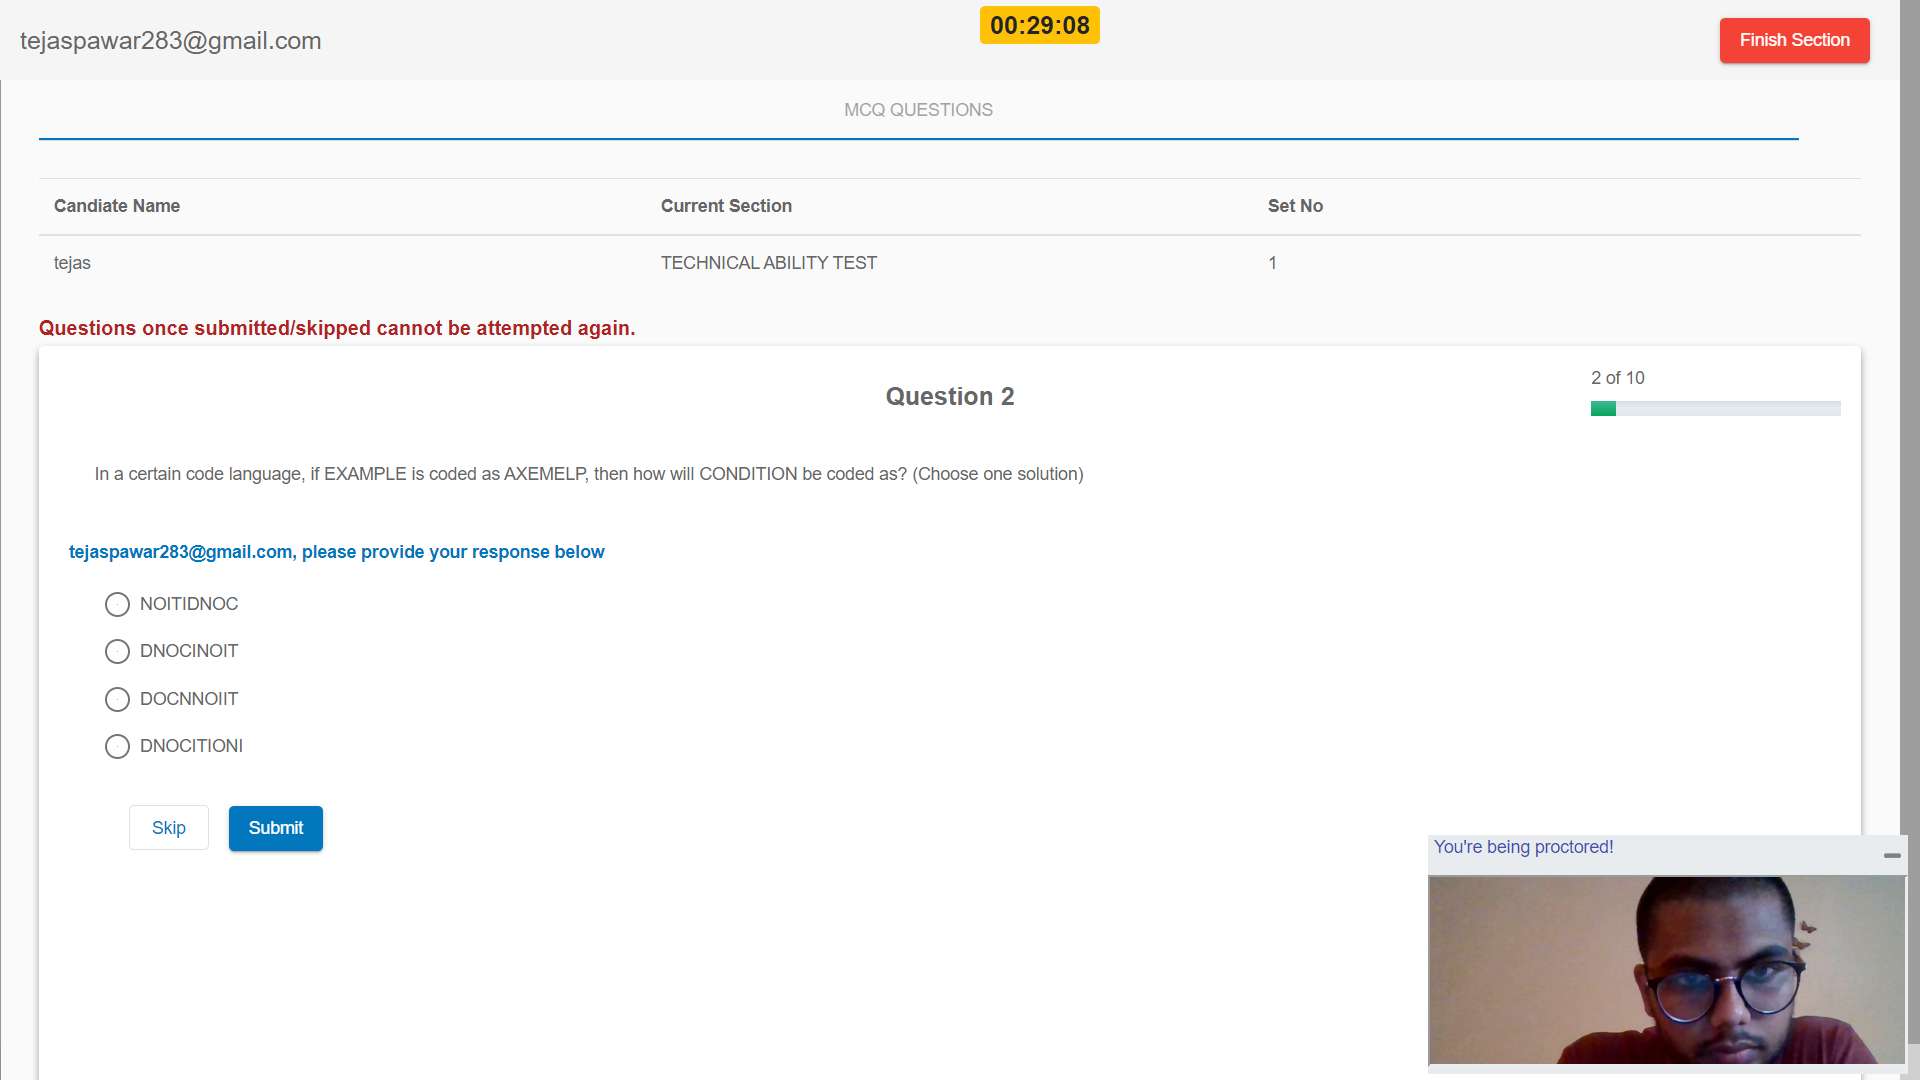 tejaspawar283@gmail.com
00:29:08
Finish Section
MCQ QUESTIONS
Candiate Name Current Section Set No
tejas TECHNICAL ABILITY TEST 1
Questions once submitted/skipped cannot be attempted again.
2 of 10
Question 2
In a certain code language, if EXAMPLE is coded as AXEMELP, then how will CONDITION be coded as? (Choose one solution)
tejaspawar283@gmail.com, please provide your response below
NOITIDNOC
DNOCINOIT
DOCNNOIIT
DNOCITIONI
Skip Submit
You're being proctored!